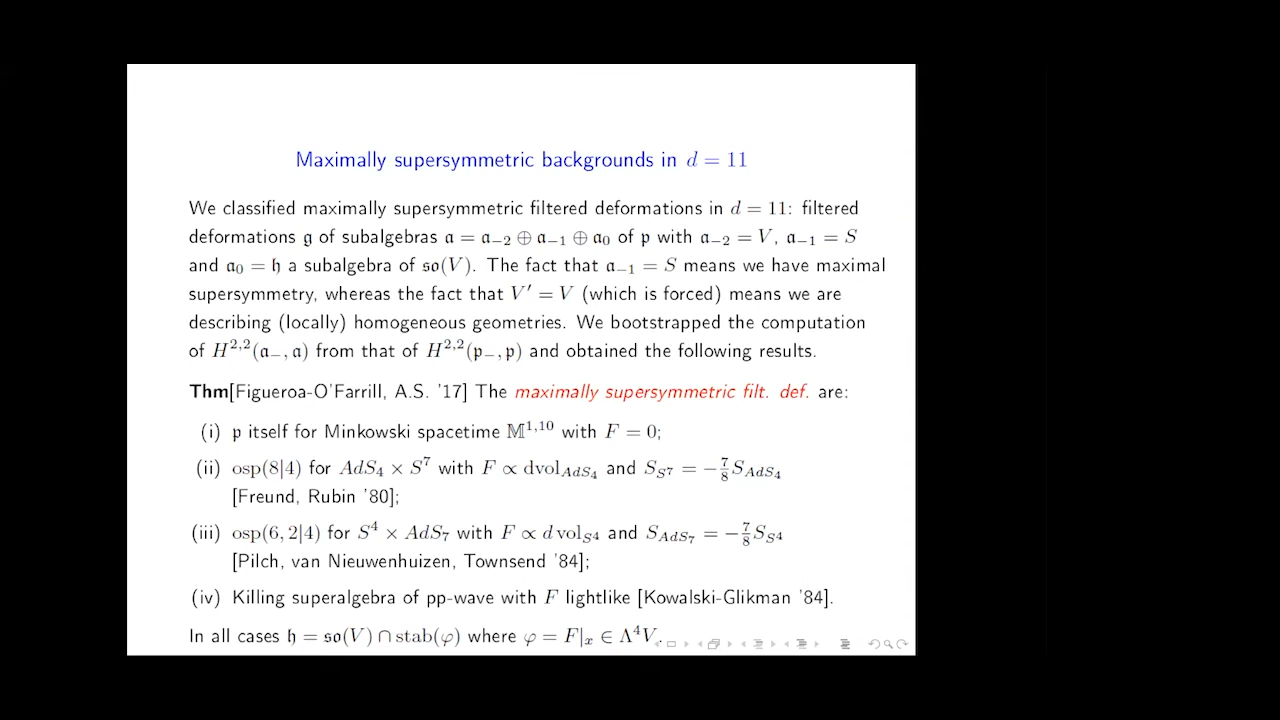 Maximally supersymmetric backgrounds in d = 11
We classified maximally supersymmetric filtered deformations in d = 11: filtered
deformations 𝔤 of subalgebras 𝔞 = 𝔞₋₂ ⊕ 𝔞₋₁ ⊕ 𝔞₀ of 𝔭 with 𝔞₋₂ = V, 𝔞₋₁ = S
and 𝔞₀ = 𝔥 a subalgebra of 𝔰𝔬(V). The fact that 𝔞₋₁ = S means we have maximal
supersymmetry, whereas the fact that V′ = V (which is forced) means we are
describing (locally) homogeneous geometries. We bootstrapped the computation
of H^{2,2}(𝔞₋, 𝔞) from that of H^{2,2}(𝔭₋, 𝔭) and obtained the following results.
Thm[Figueroa-O'Farrill, A.S. '17] The maximally supersymmetric filt. def. are:
(i) 𝔭 itself for Minkowski spacetime 𝕄^{1,10} with F = 0;
(ii) osp(8|4) for AdS₄ × S⁷ with F ∝ dvol_{AdS₄} and S_{S⁷} = −7/8 S_{AdS₄}
[Freund, Rubin '80];
(iii) osp(6, 2|4) for S⁴ × AdS₇ with F ∝ d vol_{S⁴} and S_{AdS₇} = −7/8 S_{S⁴}
[Pilch, van Nieuwenhuizen, Townsend '84];
(iv) Killing superalgebra of pp-wave with F lightlike [Kowalski-Glikman '84].
In all cases 𝔥 = 𝔰𝔬(V) ∩ stab(φ) where φ = F|ₓ ∈ Λ⁴V.